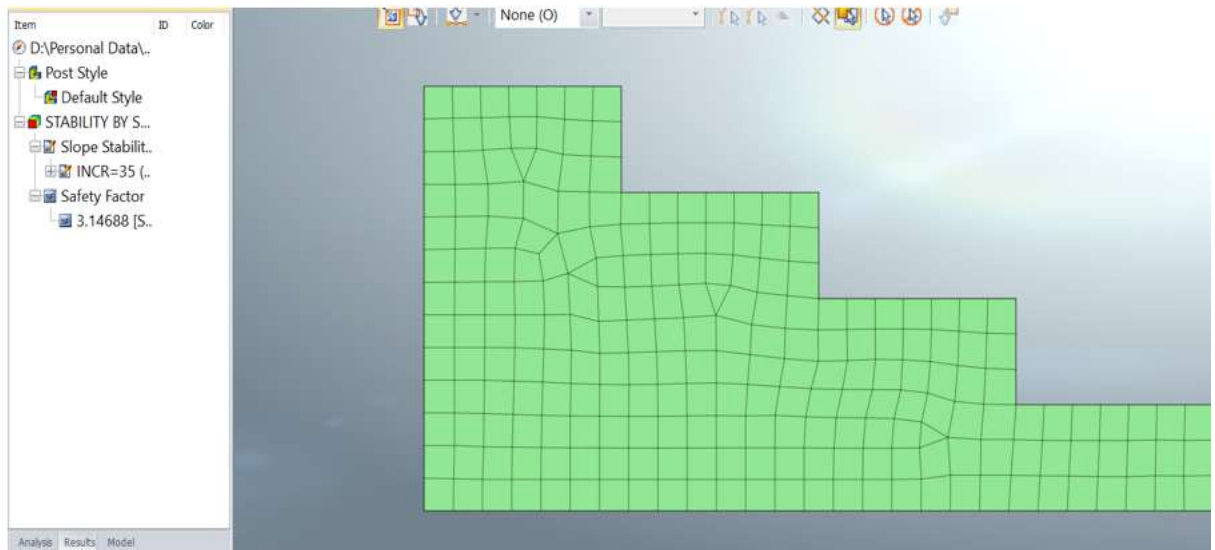 None (O)
Item ID Color
D:\Personal Data\..
Post Style
Default Style
STABILITY BY S...
Slope Stabilit..
INCR=35 (..
Safety Factor
3.14688 [S..
Analysis Results Model